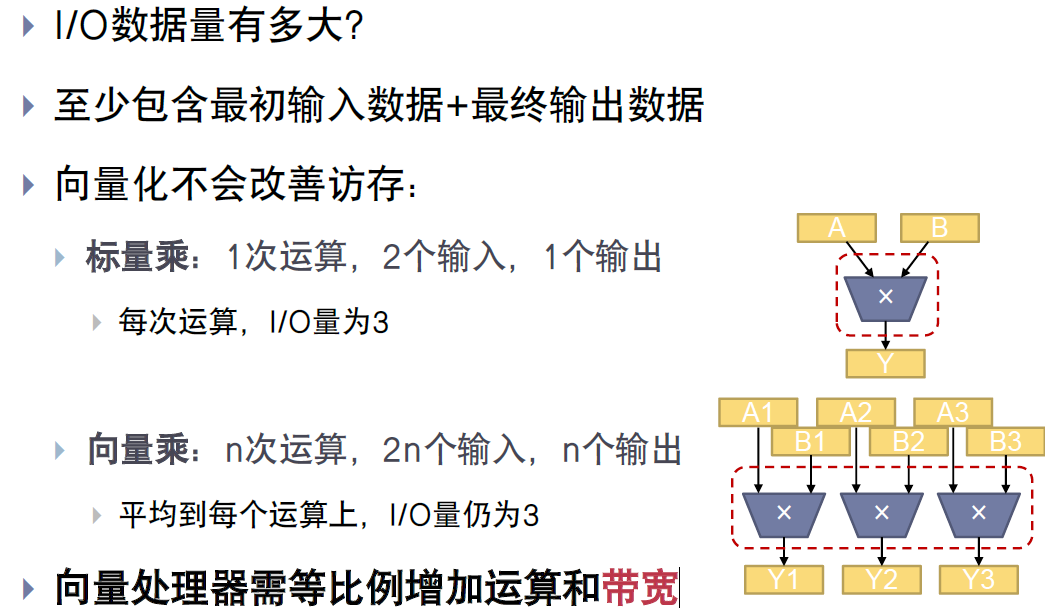 I/O数据量有多大？
至少包含最初输入数据+最终输出数据
向量化不会改善访存：
标量乘：1次运算，2个输入，1个输出
每次运算，I/O量为3
A B
×
Y
A1 A2 A3
B1 B2 B3
向量乘：n次运算，2n个输入，n个输出
× × ×
平均到每个运算上，I/O量仍为3
Y1 Y2 Y3
向量处理器需等比例增加运算和带宽